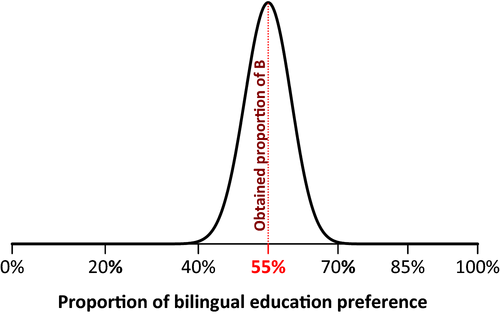 Obtained proportion of B
0% 20% 40% 55% 70% 85% 100%
Proportion of bilingual education preference